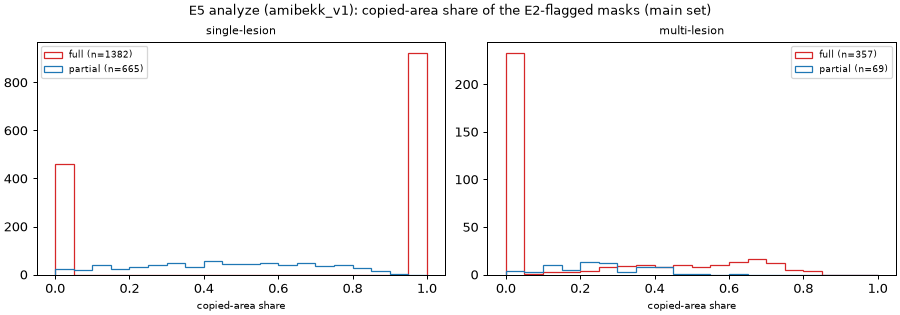 E5 analyze (amibekk_v1): copied-area share of the E2-flagged masks (main set)
single-lesion
full (n=1382)
partial (n=665)
800
600
400
200
0
0.0 0.2 0.4 0.6 0.8 1.0
copied-area share
multi-lesion
full (n=357)
partial (n=69)
200
150
100
50
0
0.0 0.2 0.4 0.6 0.8 1.0
copied-area share